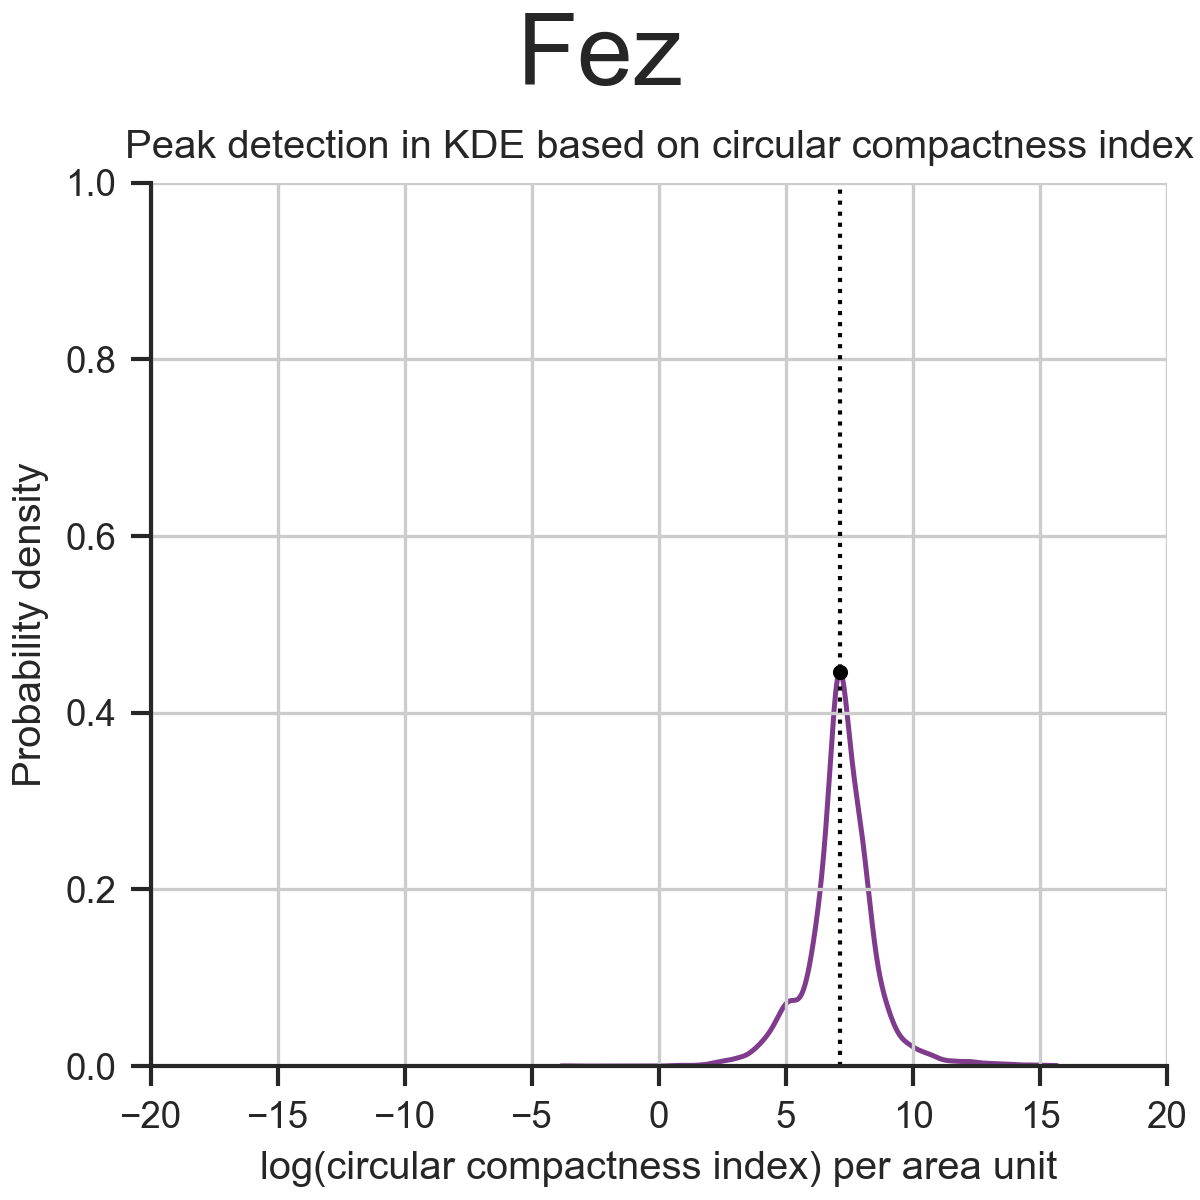 Fez
Peak detection in KDE based on circular compactness index
1.0
0.8
0.6
0.4
0.2
0.0
Probability density
−20 −15 −10 −5 0 5 10 15 20
log(circular compactness index) per area unit